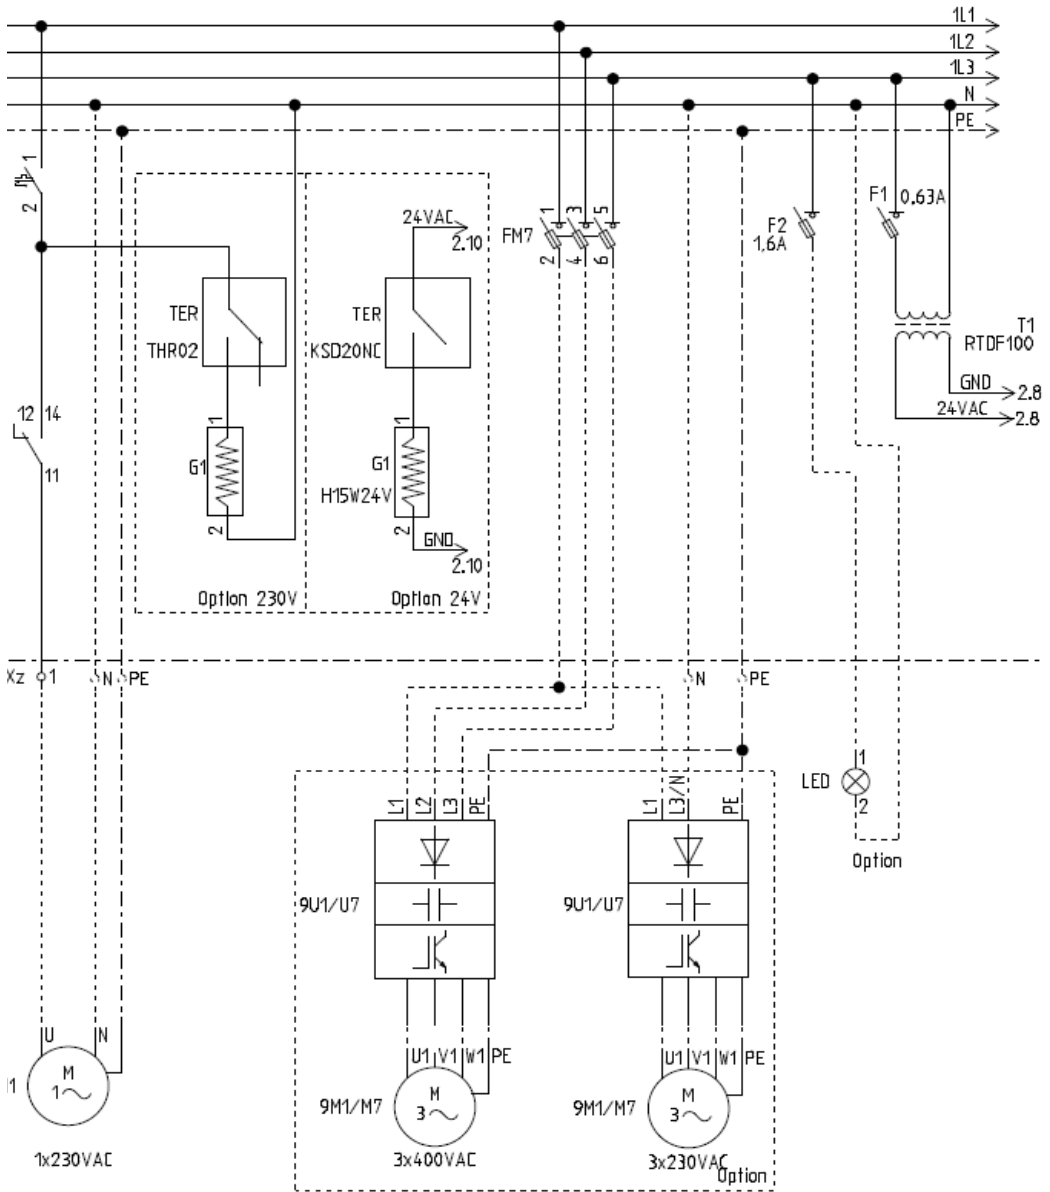 1L1
1L2
1L3
N
PE
1
2
F1 0,63A
24VAC
2.10
1 3 5
FM7
2 4 6
F2
1,6A
TER
THR02
TER
KSD20NC
T1
RTDF100
GND
2.8
24VAC
2.8
12 14
11
1
G1
2
1
G1
H15W24V
2
GND
2.10
Option 230V
Option 24V
Xz 1 N PE
N PE
LED
1
2
Option
L1 L2 L3 PE
L1 L3/N PE
9U1/U7
9U1/U7
U N
M
1
1x230VAC
U1 V1 W1 PE
9M1/M7
M
3
3x400VAC
U1 V1 W1 PE
9M1/M7
M
3
3x230VAC
Option